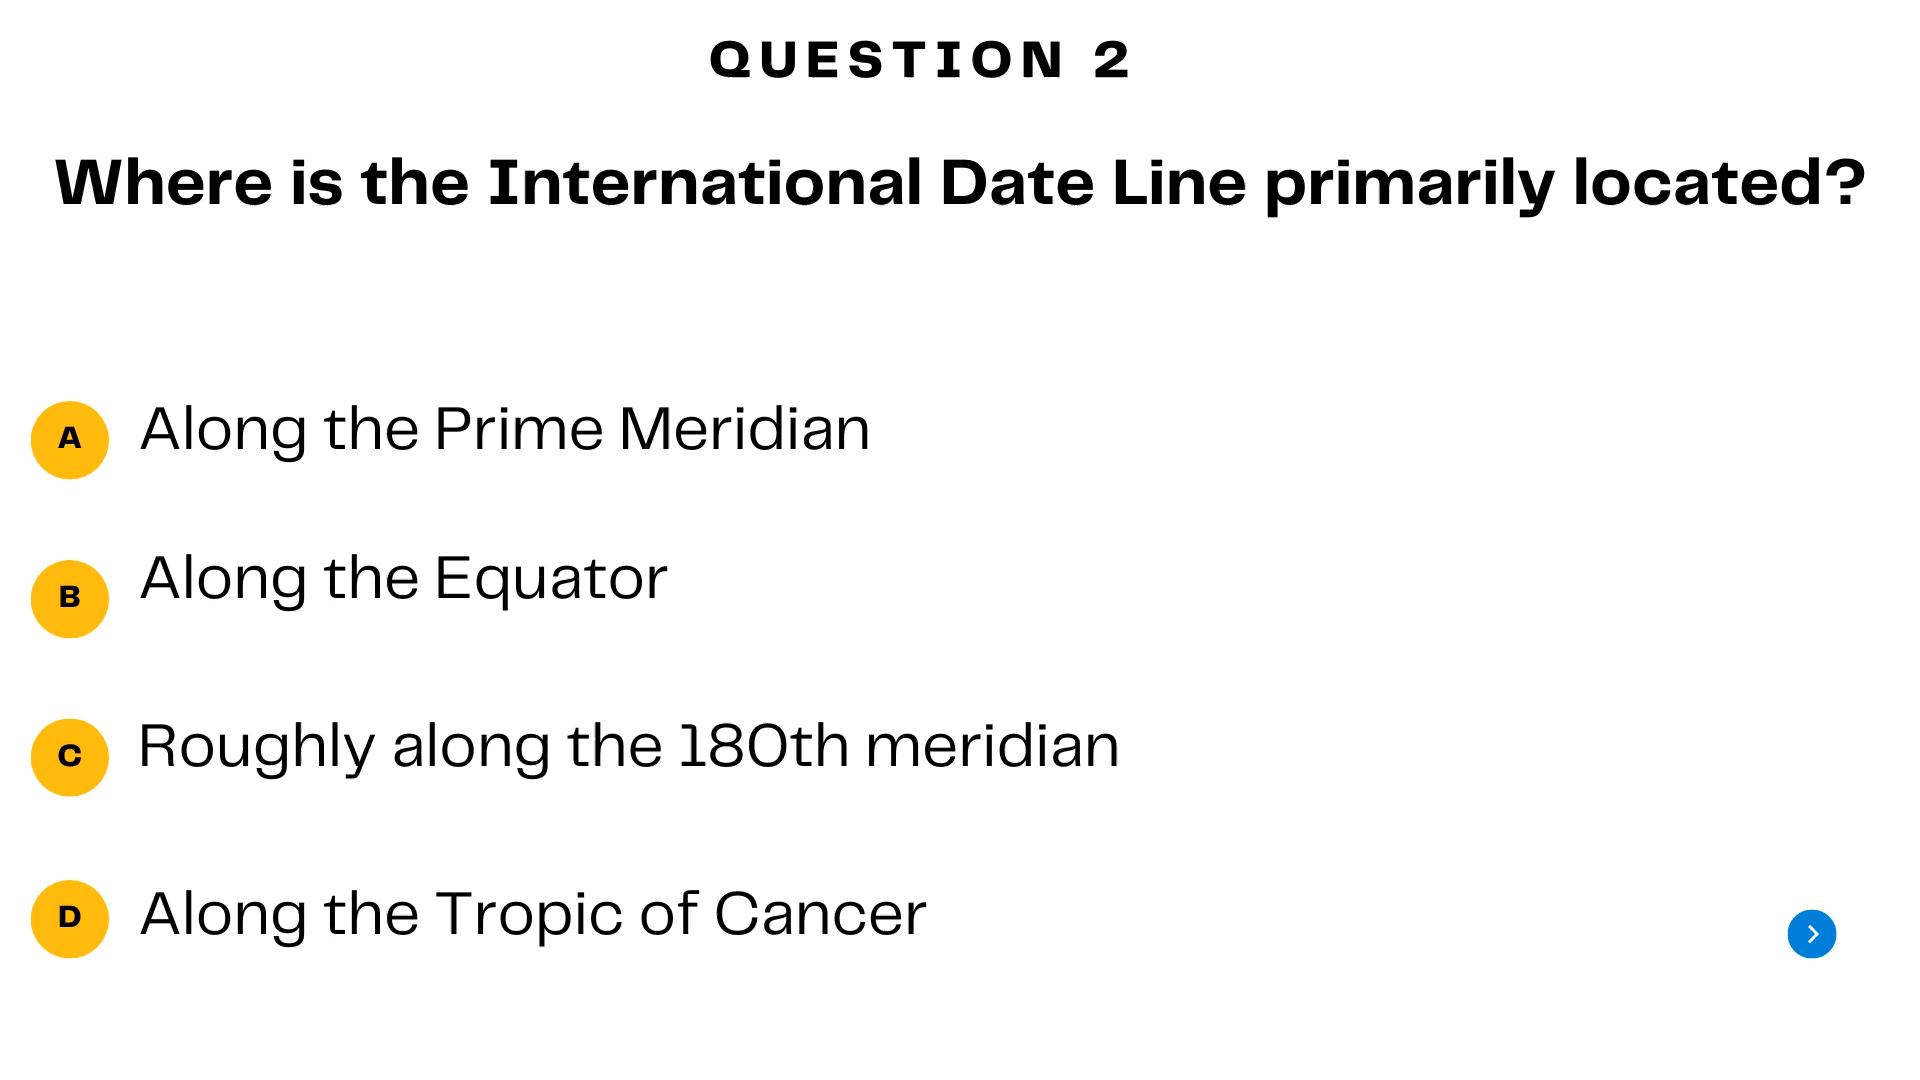 QUESTION 2
Where is the International Date Line primarily located?
A Along the Prime Meridian
B Along the Equator
C Roughly along the 180th meridian
D Along the Tropic of Cancer